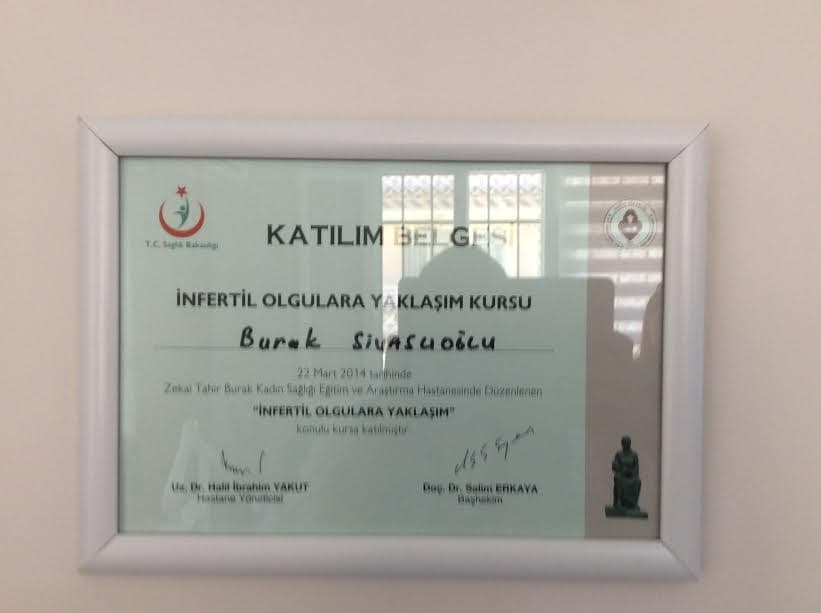 T.C. Sağlık Bakanlığı
KATILIM BELGESİ
İNFERTİL OLGULARA YAKLAŞIM KURSU
Burak SİVASLIOĞLU
22 Mart 2014 tarihinde
Zekai Tahir Burak Kadın Sağlığı Eğitim ve Araştırma Hastanesinde Düzenlenen
"İNFERTİL OLGULARA YAKLAŞIM"
konulu kursa katılmıştır.
Uz. Dr. Halil İbrahim YAKUT
Hastane Yöneticisi
Doç. Dr. Salim ERKAYA
Başhekim